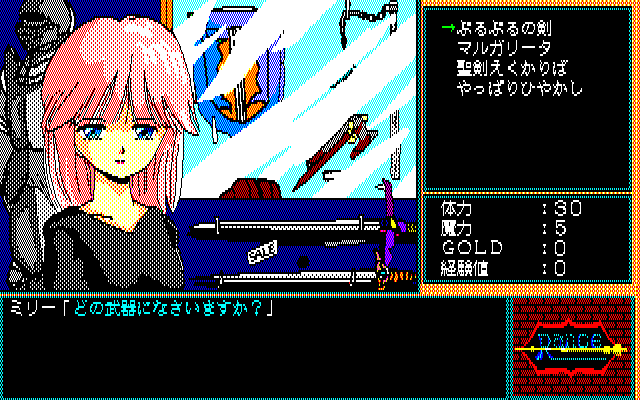 →ぷるぷるの剣
マルガリータ
聖剣えくかりば
やっぱりひやかし
体力 :30
魔力 :5
GOLD :0
経験値 :0
SALE
ミリー「どの武器になさいますか?」
Rance